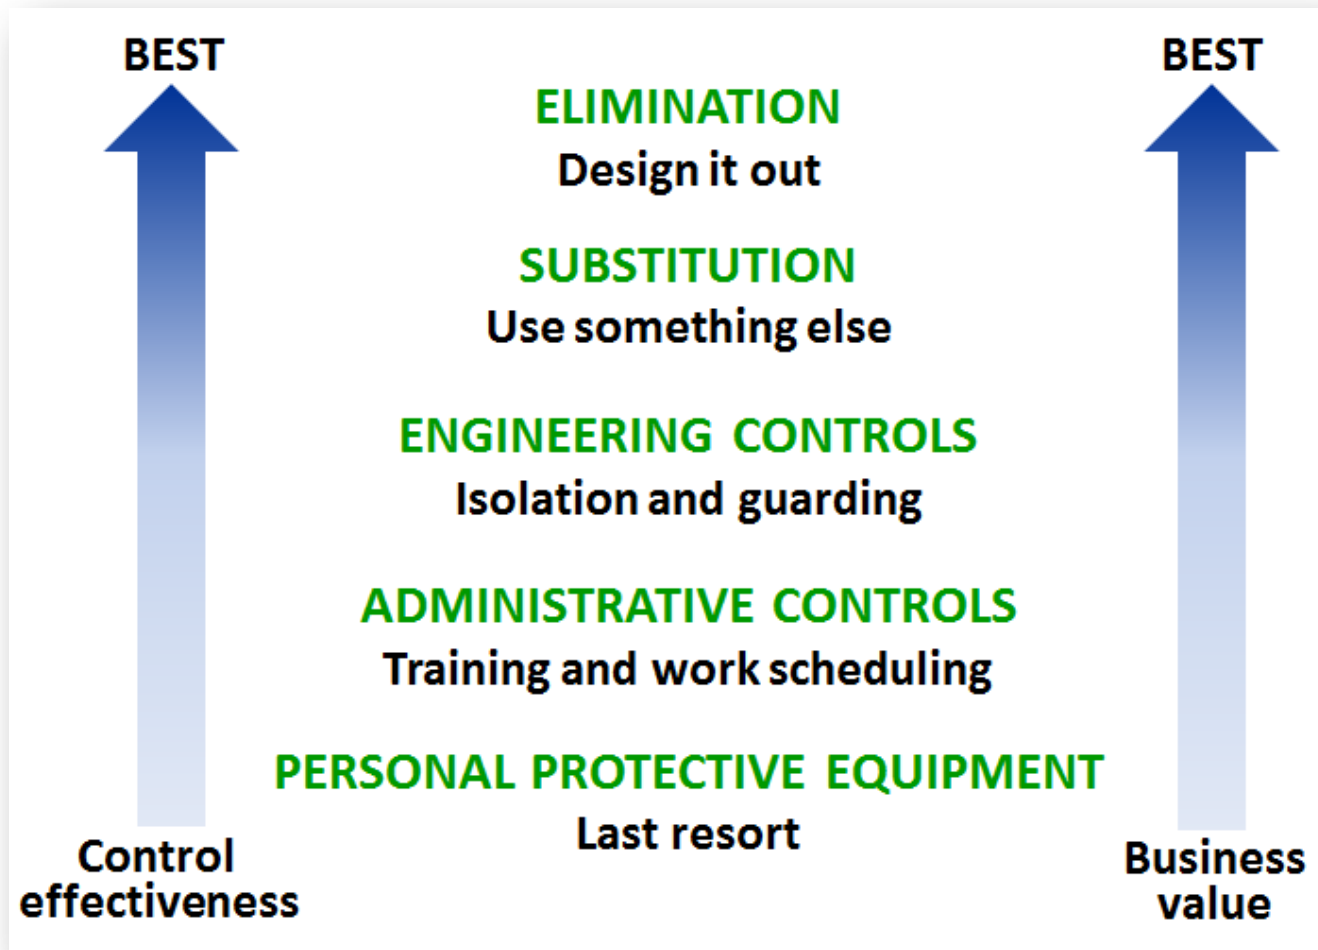 BEST
BEST
ELIMINATION
Design it out
SUBSTITUTION
Use something else
ENGINEERING CONTROLS
Isolation and guarding
ADMINISTRATIVE CONTROLS
Training and work scheduling
PERSONAL PROTECTIVE EQUIPMENT
Last resort
Control
effectiveness
Business
value